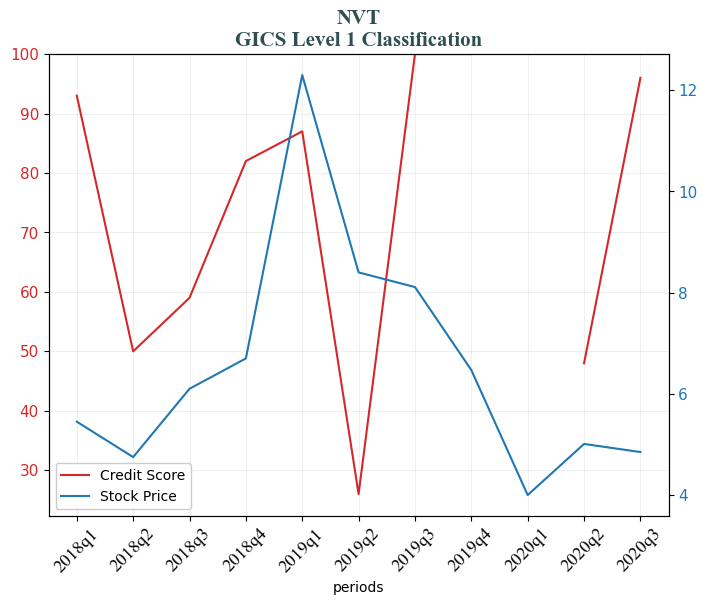 NVT
GICS Level 1 Classification
100
90
80
70
60
50
40
30
12
10
8
6
4
Credit Score
Stock Price
2018q1
2018q2
2018q3
2018q4
2019q1
2019q2
2019q3
2019q4
2020q1
2020q2
2020q3
periods